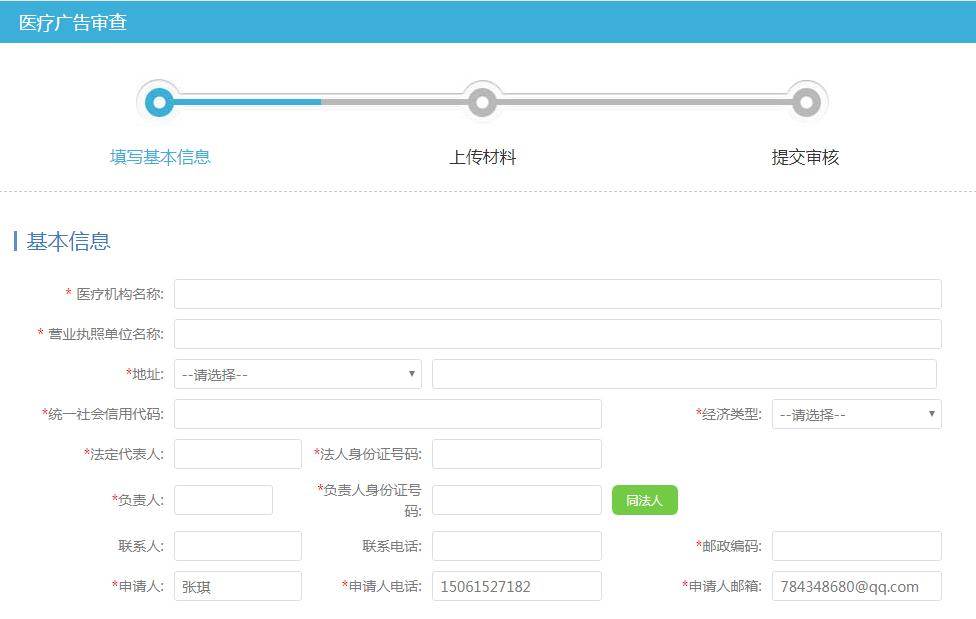 医疗广告审查
填写基本信息 上传材料 提交审核
基本信息
* 医疗机构名称:
* 营业执照单位名称:
*地址: --请选择--
*统一社会信用代码: *经济类型: --请选择--
*法定代表人: *法人身份证号码:
*负责人: *负责人身份证号码: 同法人
联系人: 联系电话: *邮政编码:
*申请人: 张琪 *申请人电话: 15061527182 *申请人邮箱: 784348680@qq.com